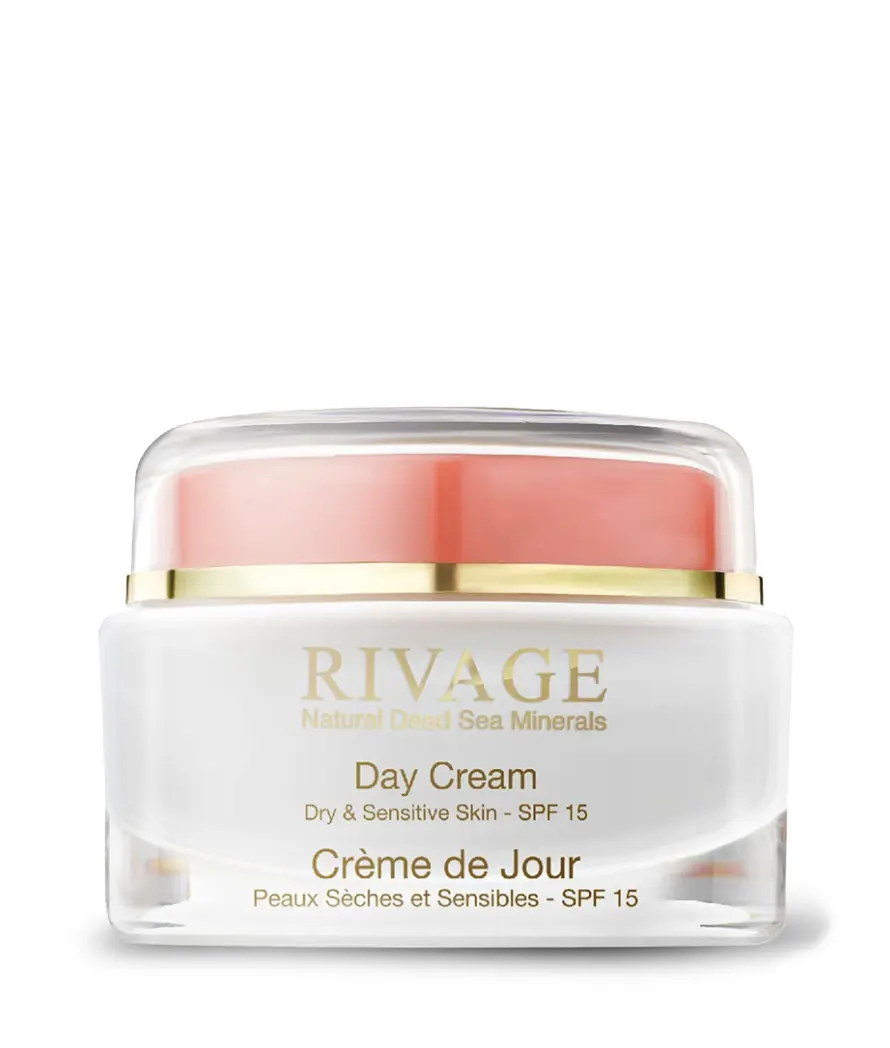 RIVAGE
Natural Dead Sea Minerals
Day Cream
Dry & Sensitive Skin - SPF 15
Crème de Jour
Peaux Sèches et Sensibles - SPF 15